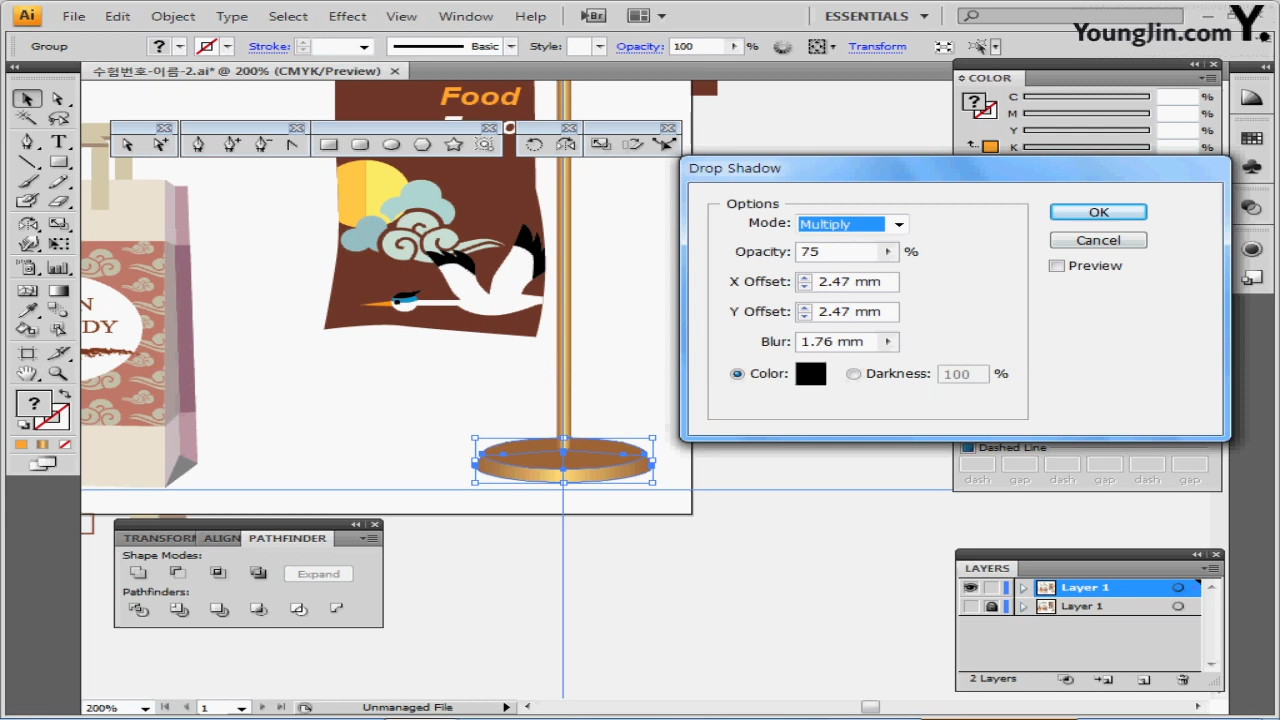 Ai File Edit Object Type Select Effect View Window Help Br ESSENTIALS
YoungJin.com Y.
Group ? Stroke: Basic Style: Opacity: 100 % Transform
수험번호-이름-2.ai* @ 200% (CMYK/Preview)
COLOR
C %
M %
Y %
K %
Food
N
DY
Drop Shadow
Options
Mode: Multiply
Opacity: 75 %
X Offset: 2.47 mm
Y Offset: 2.47 mm
Blur: 1.76 mm
Color: Darkness: 100 %
OK
Cancel
Preview
?
Dashed Line
dash gap dash gap dash gap
TRANSFORM ALIGN PATHFINDER
Shape Modes:
Expand
Pathfinders:
LAYERS
Layer 1
Layer 1
2 Layers
200% 1 Unmanaged File